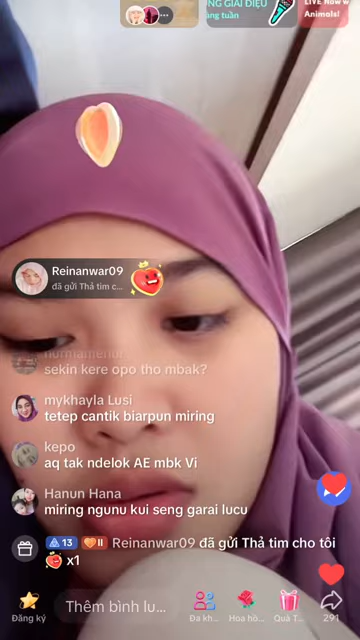 NG GIAI ĐIỆU
àng tuần
LIVE Now w
Animals!
Reinanwar09
đã gửi Thả tim c...
sekin kere opo tho mbak?
mykhayla Lusi
tetep cantik biarpun miring
kepo
aq tak ndelok AE mbk Vi
Hanun Hana
miring ngunu kui seng garai lucu
13 II Reinanwar09 đã gửi Thả tim cho tôi
x1
Đăng ký
Thêm bình lu...
Đa kh...
Hoa hồ...
Quà T...
291